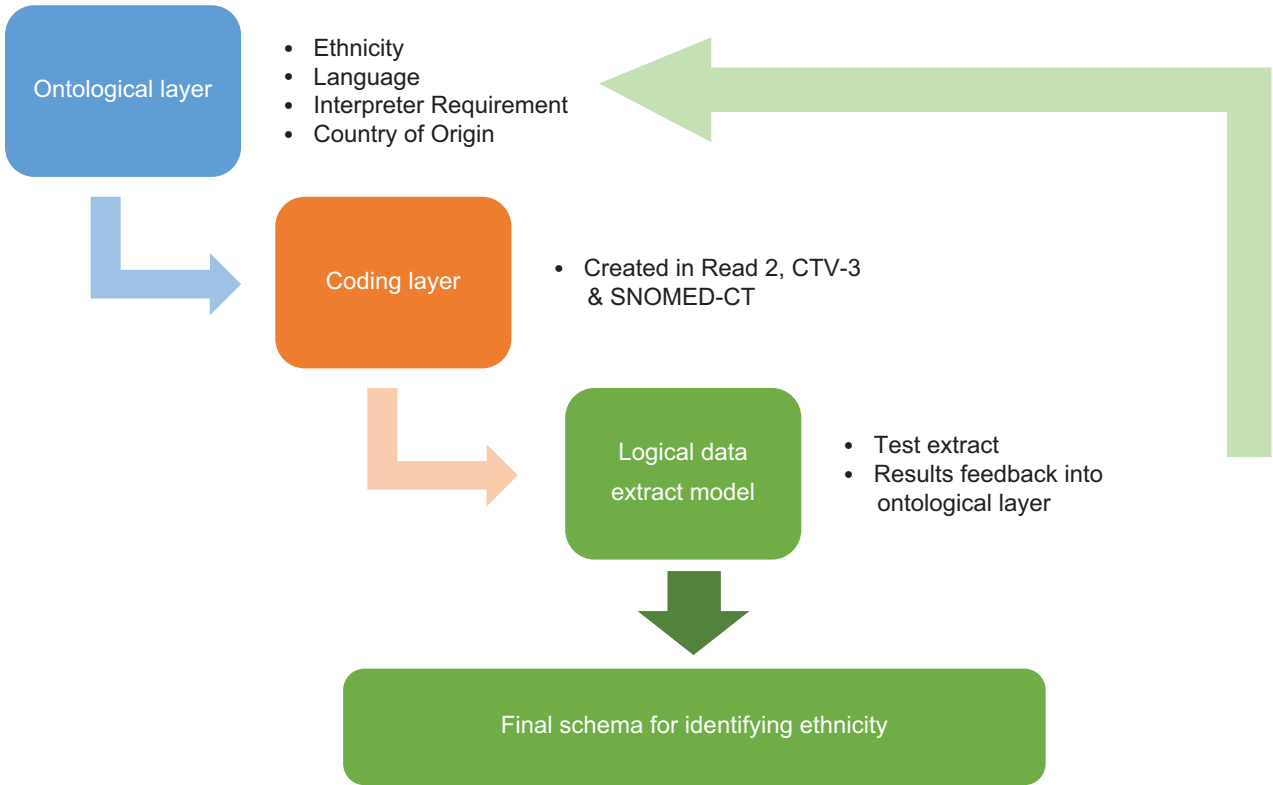 Ontological layer
• Ethnicity
• Language
• Interpreter Requirement
• Country of Origin
Coding layer
• Created in Read 2, CTV-3
& SNOMED-CT
Logical data
extract model
• Test extract
• Results feedback into
ontological layer
Final schema for identifying ethnicity